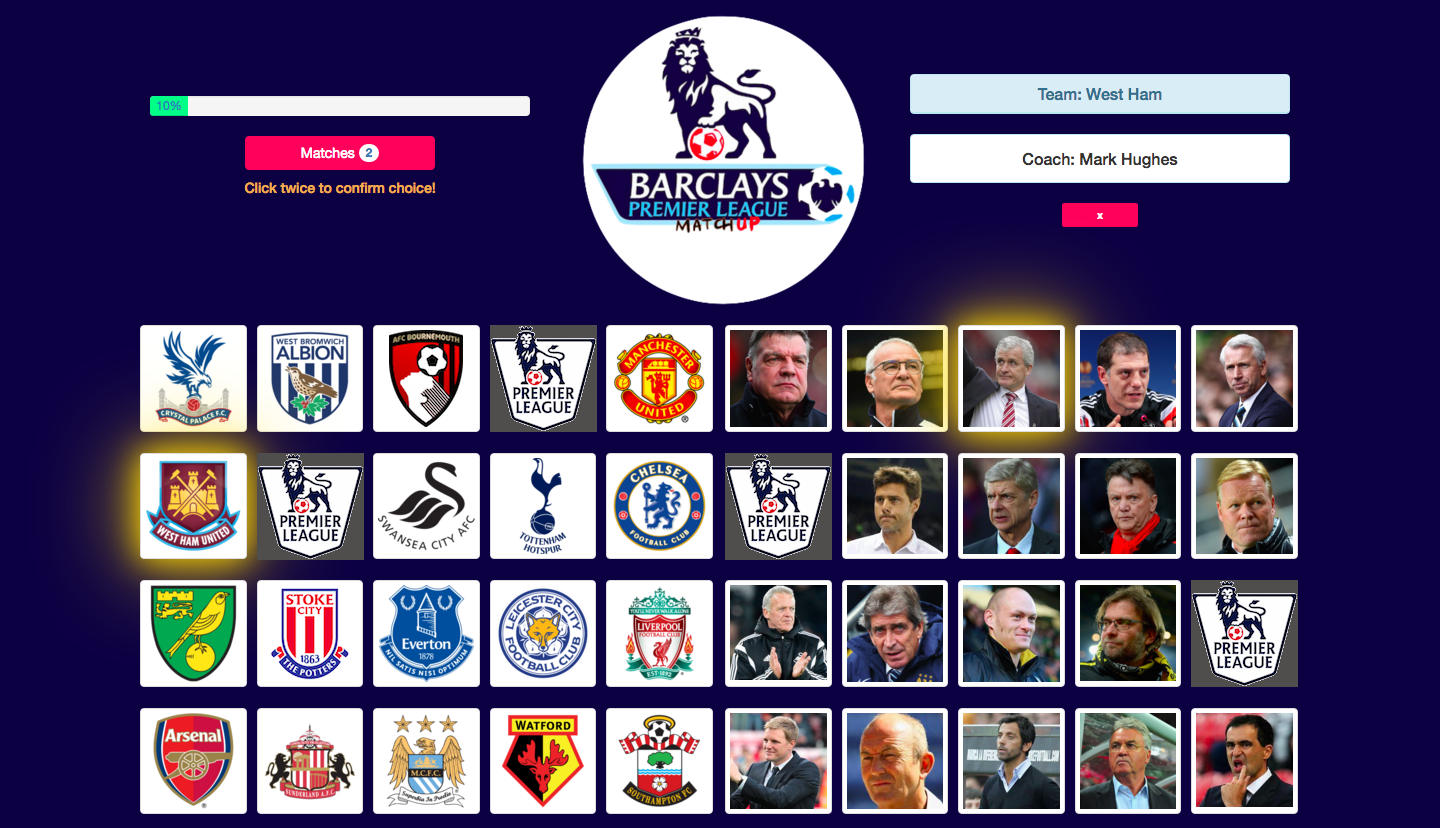 10%
Matches 2
Click twice to confirm choice!
BARCLAYS
PREMIER LEAGUE
MATCHUP
Team: West Ham
Coach: Mark Hughes
x
CRYSTAL PALACE F.C.
WEST BROMWICH
ALBION
AFC BOURNEMOUTH
PREMIER
LEAGUE
MANCHESTER
UNITED
WEST HAM UNITED
PREMIER
LEAGUE
SWANSEA CITY AFC
TOTTENHAM
HOTSPUR
CHELSEA
FOOTBALL CLUB
PREMIER
LEAGUE
STOKE
CITY
1863
THE POTTERS
Everton
1878
NIL SATIS NISI OPTIMUM
LEICESTER CITY
FOOTBALL CLUB
YOU'LL NEVER WALK ALONE
LIVERPOOL
FOOTBALL CLUB
EST·1892
PREMIER
LEAGUE
Arsenal
SUNDERLAND A.F.C.
M.C.F.C.
Superbia In Proelio
WATFORD
SOUTHAMPTON FC